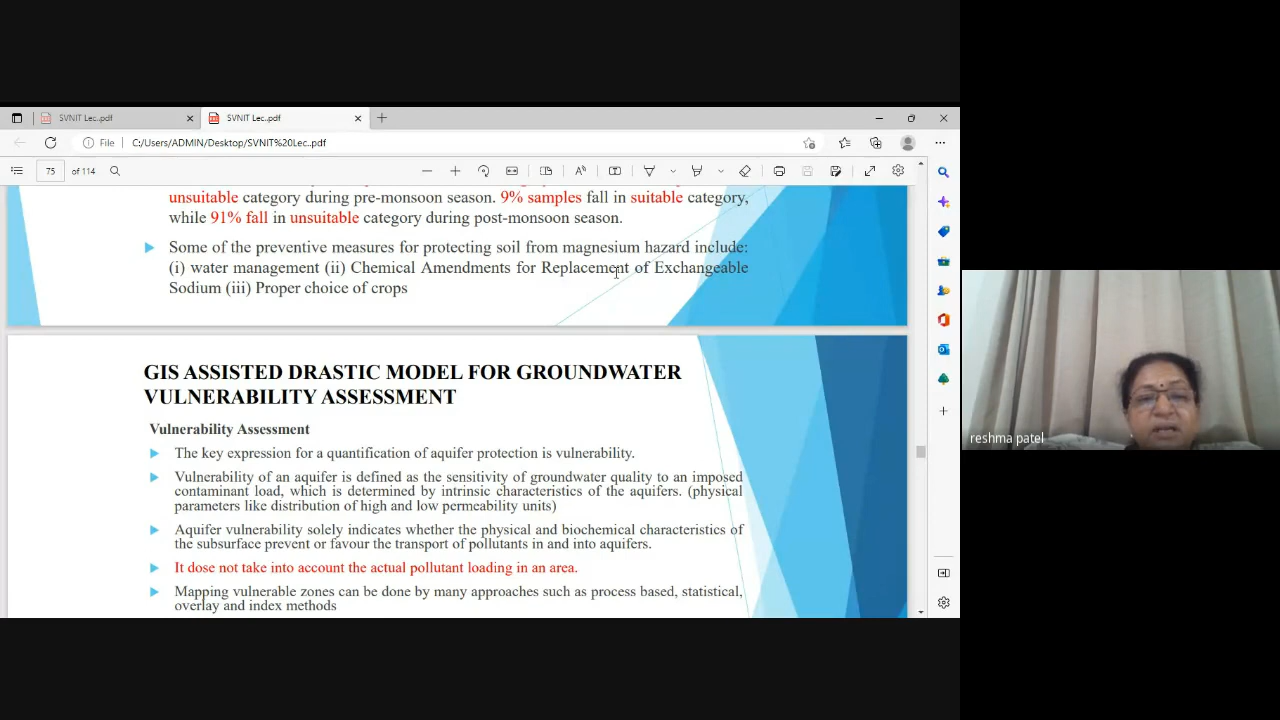 SVNIT Lec..pdf
SVNIT Lec..pdf
File
C:/Users/ADMIN/Desktop/SVNIT%20Lec..pdf
75 of 114
unsuitable category during pre-monsoon season. 9% samples fall in suitable category,
while 91% fall in unsuitable category during post-monsoon season.
Some of the preventive measures for protecting soil from magnesium hazard include:
(i) water management (ii) Chemical Amendments for Replacement of Exchangeable
Sodium (iii) Proper choice of crops
GIS ASSISTED DRASTIC MODEL FOR GROUNDWATER
VULNERABILITY ASSESSMENT
Vulnerability Assessment
The key expression for a quantification of aquifer protection is vulnerability.
Vulnerability of an aquifer is defined as the sensitivity of groundwater quality to an imposed
contaminant load, which is determined by intrinsic characteristics of the aquifers. (physical
parameters like distribution of high and low permeability units)
Aquifer vulnerability solely indicates whether the physical and biochemical characteristics of
the subsurface prevent or favour the transport of pollutants in and into aquifers.
It dose not take into account the actual pollutant loading in an area.
Mapping vulnerable zones can be done by many approaches such as process based, statistical,
overlay and index methods
reshma patel